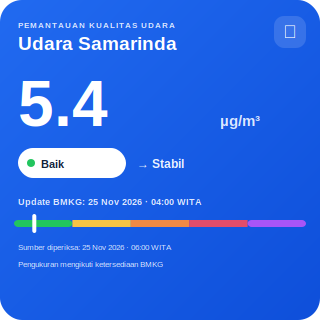 PEMANTAUAN KUALITAS UDARA
Udara Samarinda
5.4
µg/m³
Baik
→ Stabil
Update BMKG: 25 Nov 2026 · 04:00 WITA
Sumber diperiksa: 25 Nov 2026 · 06:00 WITA
Pengukuran mengikuti ketersediaan BMKG